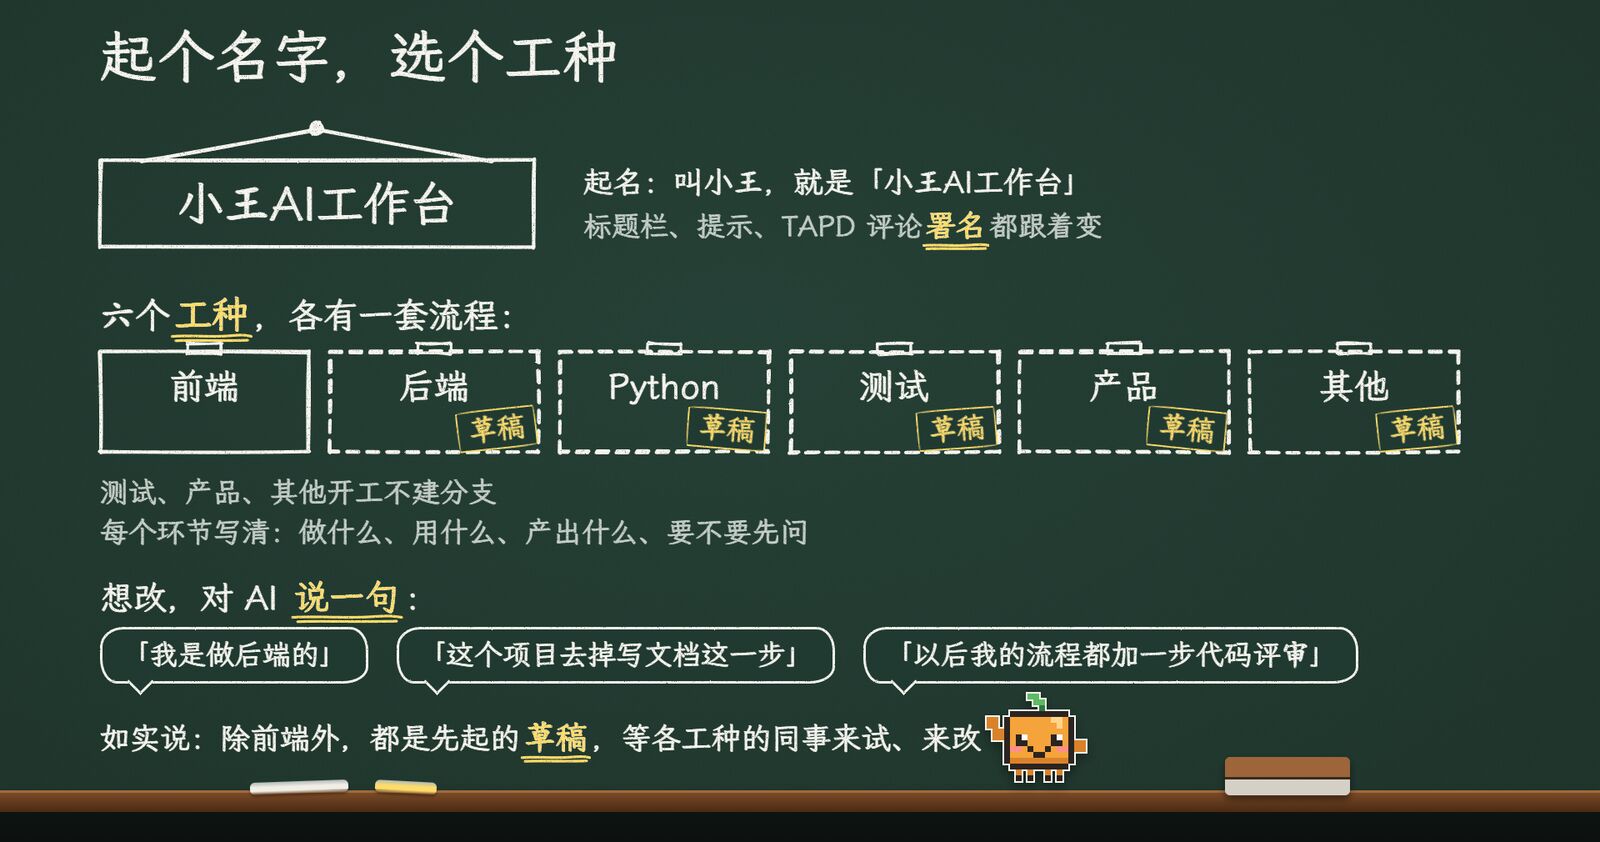 起个名字，选个工种
小王AI工作台
起名：叫小王，就是「小王AI工作台」
标题栏、提示、TAPD 评论署名都跟着变
六个工种，各有一套流程：
前端
后端
草稿
Python
草稿
测试
草稿
产品
草稿
其他
草稿
测试、产品、其他开工不建分支
每个环节写清：做什么、用什么、产出什么、要不要先问
想改，对 AI 说一句：
「我是做后端的」
「这个项目去掉写文档这一步」
「以后我的流程都加一步代码评审」
如实说：除前端外，都是先起的草稿，等各工种的同事来试、来改